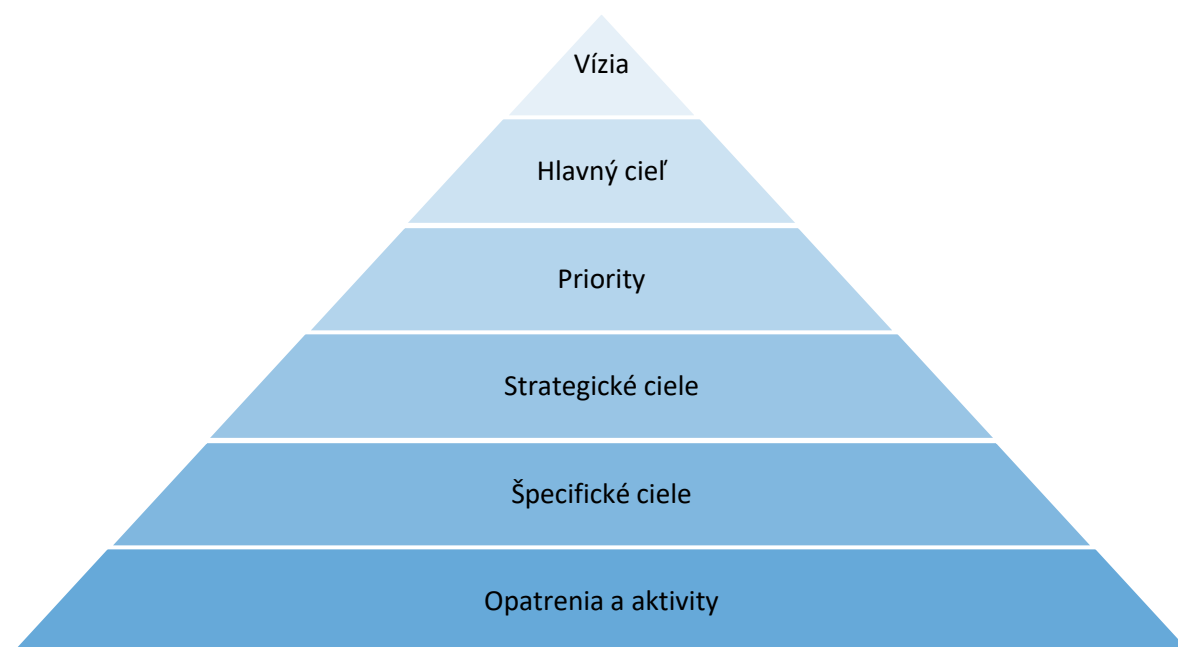 Vízia
Hlavný cieľ
Priority
Strategické ciele
Špecifické ciele
Opatrenia a aktivity